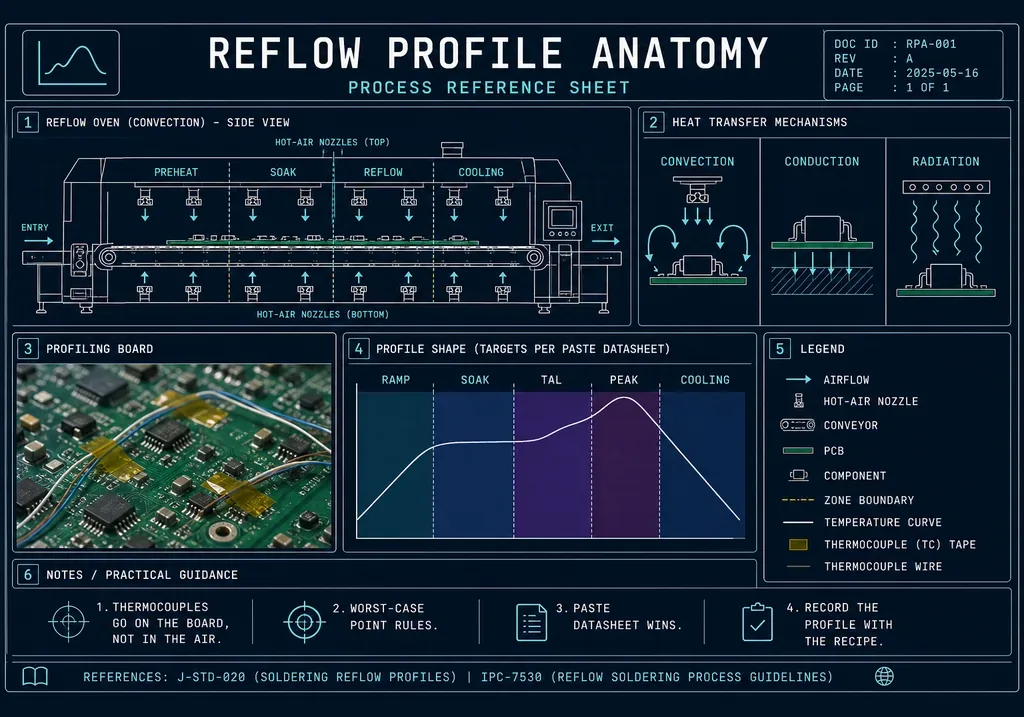 REFLOW PROFILE ANATOMY
PROCESS REFERENCE SHEET
DOC ID : RPA-001
REV : A
DATE : 2025-05-16
PAGE : 1 OF 1
1 REFLOW OVEN (CONVECTION) – SIDE VIEW
HOT-AIR NOZZLES (TOP)
PREHEAT SOAK REFLOW COOLING
ENTRY
EXIT
HOT-AIR NOZZLES (BOTTOM)
2 HEAT TRANSFER MECHANISMS
CONVECTION CONDUCTION RADIATION
3 PROFILING BOARD
4 PROFILE SHAPE (TARGETS PER PASTE DATASHEET)
RAMP SOAK TAL PEAK COOLING
5 LEGEND
AIRFLOW
HOT-AIR NOZZLE
CONVEYOR
PCB
COMPONENT
ZONE BOUNDARY
TEMPERATURE CURVE
THERMOCOUPLE (TC) TAPE
THERMOCOUPLE WIRE
6 NOTES / PRACTICAL GUIDANCE
1. THERMOCOUPLES
GO ON THE BOARD,
NOT IN THE AIR.
2. WORST-CASE
POINT RULES.
3. PASTE
DATASHEET WINS.
4. RECORD THE
PROFILE WITH
THE RECIPE.
REFERENCES: J-STD-020 (SOLDERING REFLOW PROFILES) | IPC-7530 (REFLOW SOLDERING PROCESS GUIDELINES)